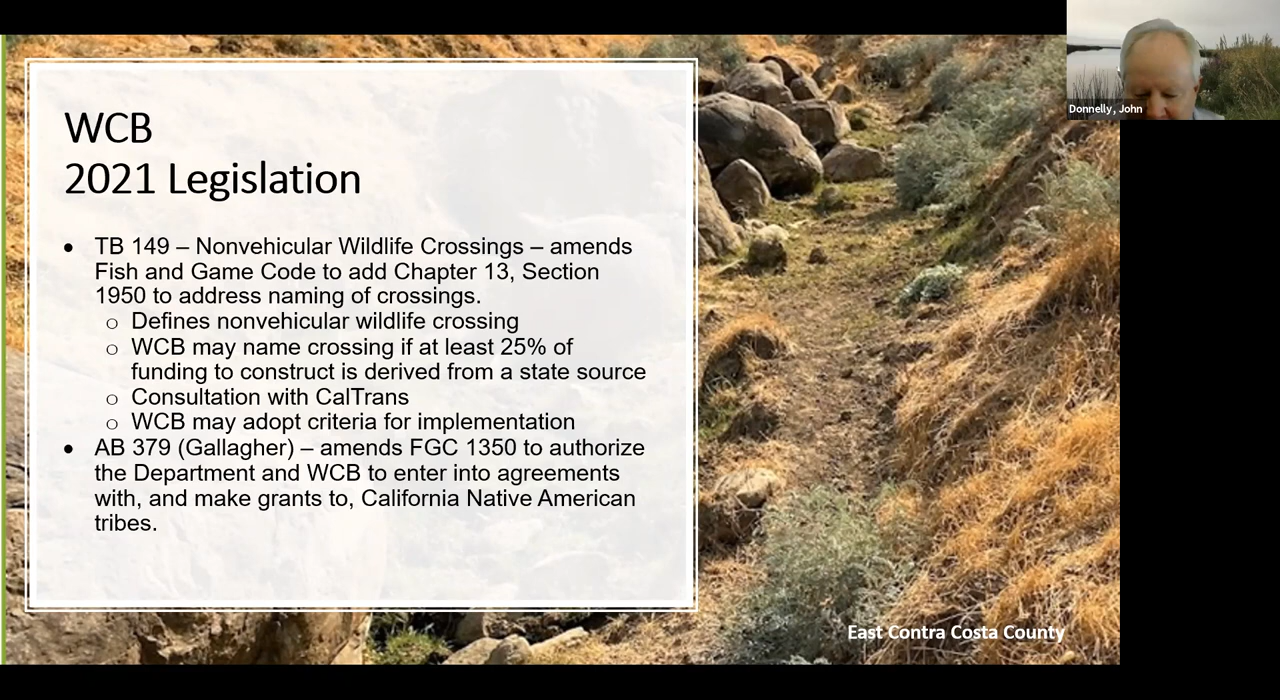 WCB
2021 Legislation
• TB 149 – Nonvehicular Wildlife Crossings – amends
Fish and Game Code to add Chapter 13, Section
1950 to address naming of crossings.
o Defines nonvehicular wildlife crossing
o WCB may name crossing if at least 25% of
funding to construct is derived from a state source
o Consultation with CalTrans
o WCB may adopt criteria for implementation
• AB 379 (Gallagher) – amends FGC 1350 to authorize
the Department and WCB to enter into agreements
with, and make grants to, California Native American
tribes.
East Contra Costa County
Donnelly, John